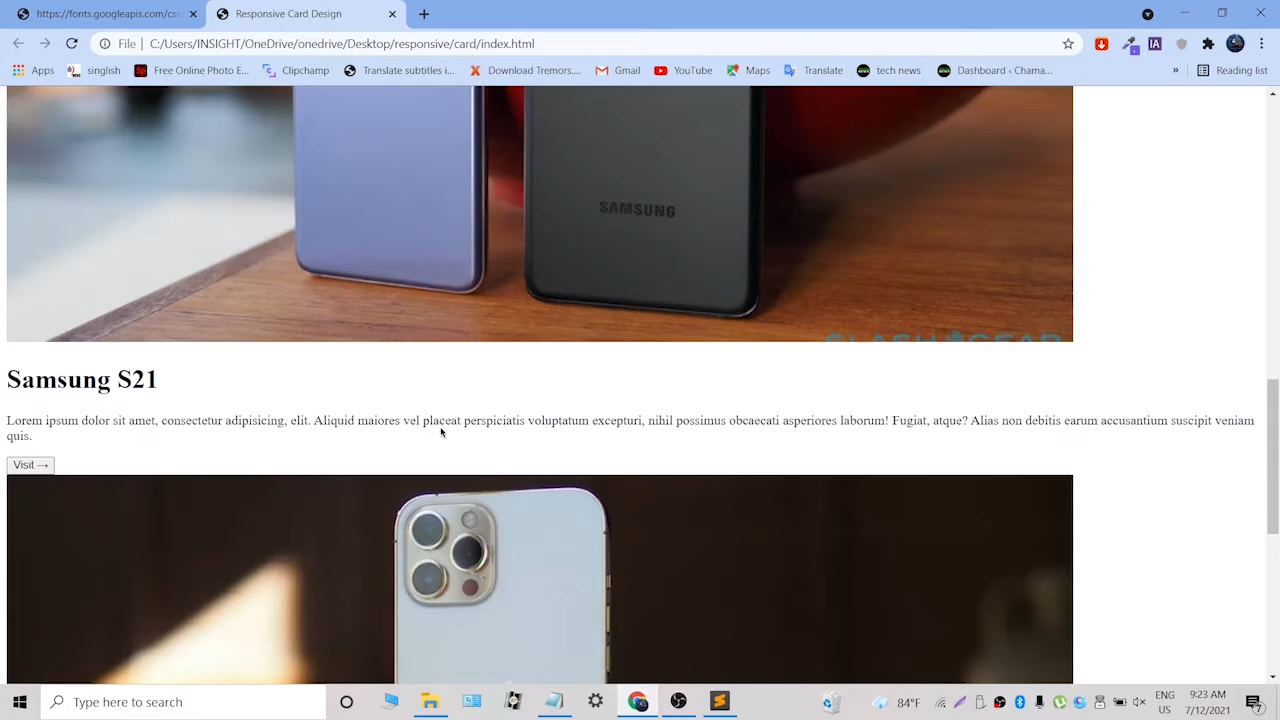 https://fonts.googleapis.com/css
Responsive Card Design
File
C:/Users/INSIGHT/OneDrive/onedrive/Desktop/responsive/card/index.html
Apps
singlish
Free Online Photo E...
Clipchamp
Translate subtitles i...
Download Tremors....
Gmail
YouTube
Maps
Translate
tech news
Dashboard ‹ Chama...
»
Reading list
SAMSUNG
SLASHGEAR
Samsung S21
Lorem ipsum dolor sit amet, consectetur adipisicing, elit. Aliquid maiores vel placeat perspiciatis voluptatum excepturi, nihil possimus obcaecati asperiores laborum! Fugiat, atque? Alias non debitis earum accusantium suscipit veniam
quis.
Visit →
Type here to search
84°F
ENG
US
9:23 AM
7/12/2021